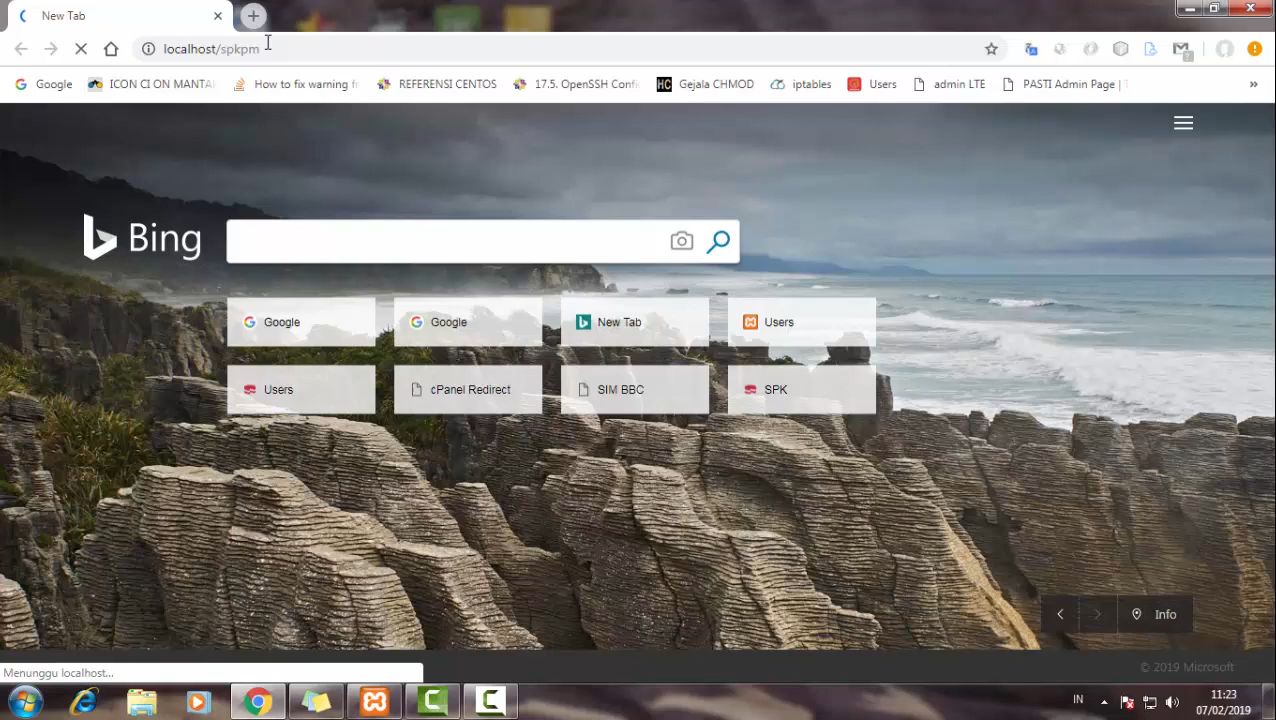 New Tab
localhost/spkpm
Google
ICON CI ON MANTA
How to fix warning f
REFERENSI CENTOS
17.5. OpenSSH Confi
HC
Gejala CHMOD
iptables
Users
admin LTE
PASTI Admin Page |
Bing
Google
Google
New Tab
Users
Users
cPanel Redirect
SIM BBC
SPK
Info
© 2019 Microsoft
Menunggu localhost...
IN
11:23
07/02/2019